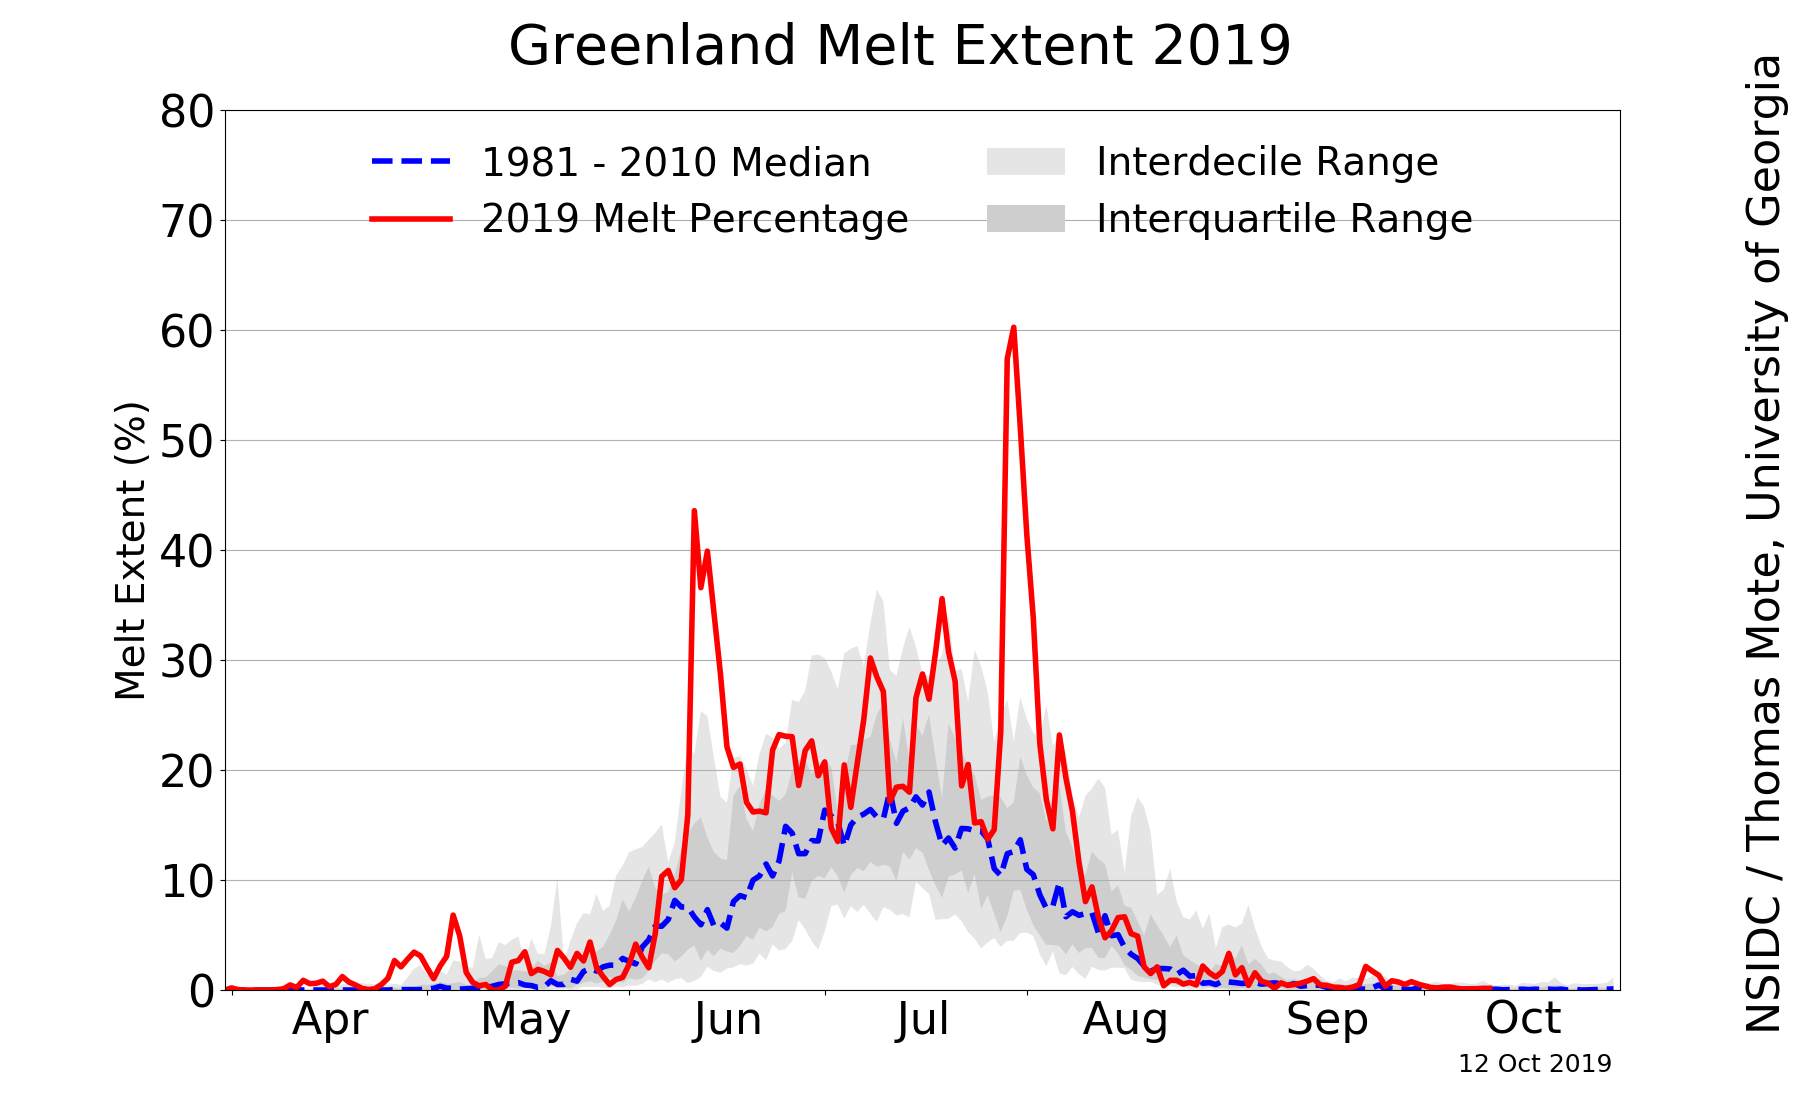 Greenland Melt Extent 2019
80
70
60
50
40
30
20
10
0
Melt Extent (%)
1981 - 2010 Median
2019 Melt Percentage
Interdecile Range
Interquartile Range
Apr
May
Jun
Jul
Aug
Sep
Oct
12 Oct 2019
NSIDC / Thomas Mote, University of Georgia